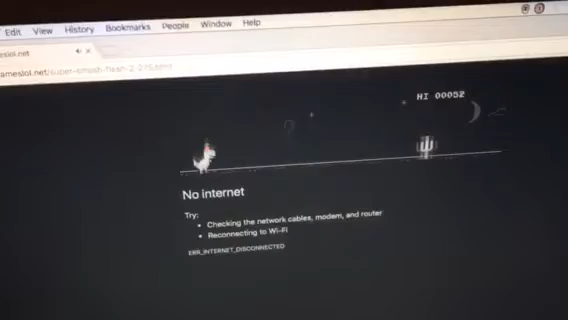 Edit View History Bookmarks People Window Help
HI 00052
No internet
Try:
• Checking the network cables, modem, and router
• Reconnecting to Wi-Fi
ERR_INTERNET_DISCONNECTED